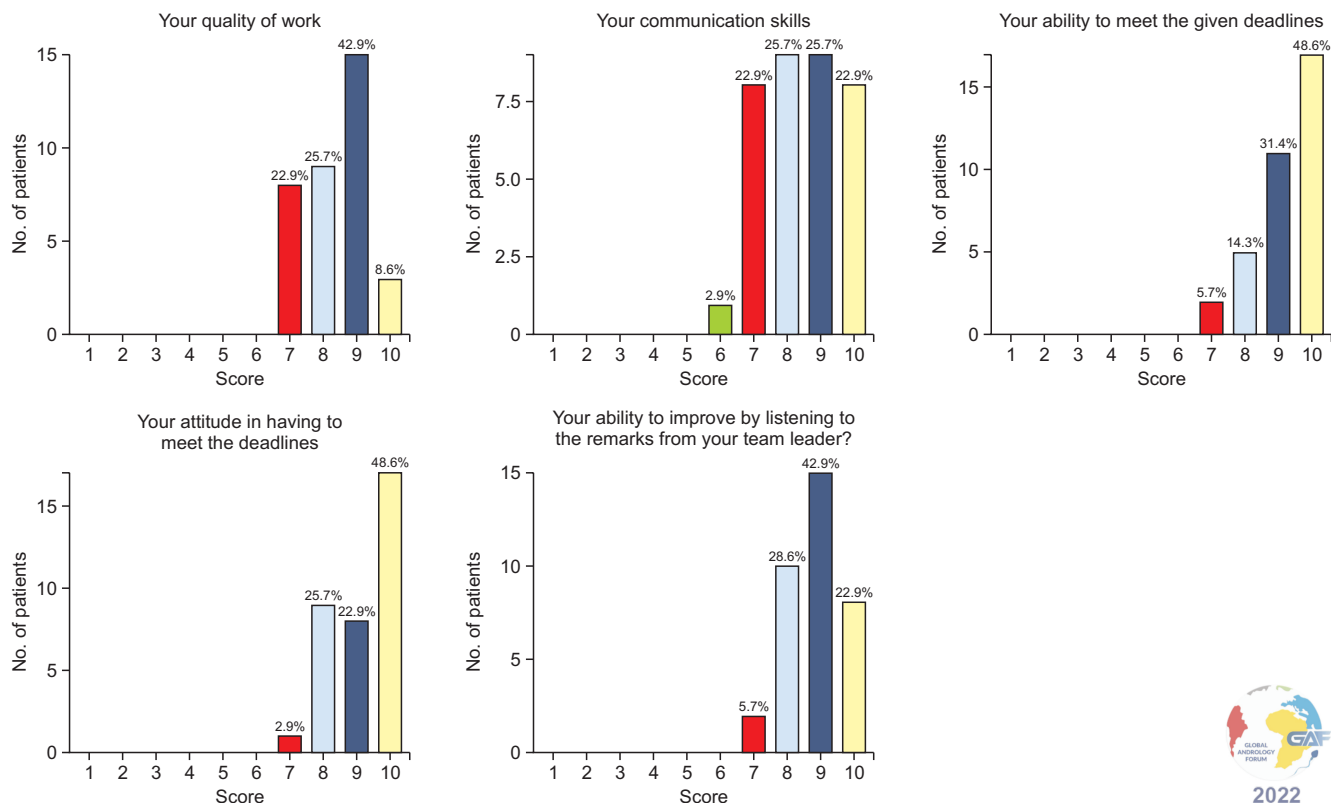 Your quality of work
No. of patients
15
10
5
0
22.9%
25.7%
42.9%
8.6%
1 2 3 4 5 6 7 8 9 10
Score
Your communication skills
No. of patients
7.5
5.0
2.5
0
2.9%
22.9%
25.7%
25.7%
22.9%
1 2 3 4 5 6 7 8 9 10
Score
Your ability to meet the given deadlines
No. of patients
15
10
5
0
5.7%
14.3%
31.4%
48.6%
1 2 3 4 5 6 7 8 9 10
Score
Your attitude in having to
meet the deadlines
No. of patients
15
10
5
0
2.9%
25.7%
22.9%
48.6%
1 2 3 4 5 6 7 8 9 10
Score
Your ability to improve by listening to
the remarks from your team leader?
No. of patients
15
10
5
0
5.7%
28.6%
42.9%
22.9%
1 2 3 4 5 6 7 8 9 10
Score
GLOBAL
ANDROLOGY
FORUM
GAF
2022